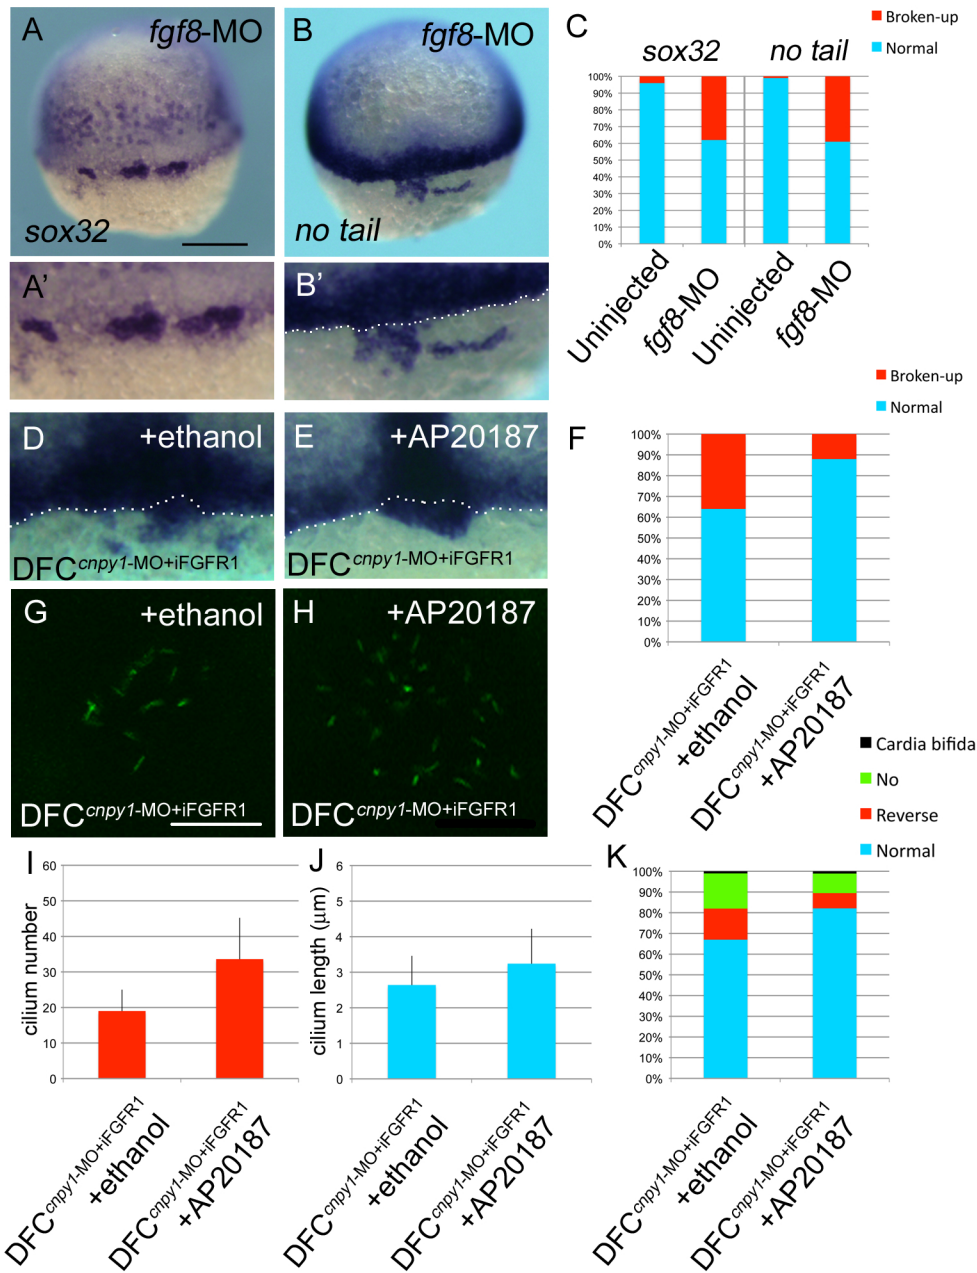 A
fgf8-MO
sox32
B
fgf8-MO
no tail
A’
B’
C
Broken-up
Normal
sox32
no tail
100%
90%
80%
70%
60%
50%
40%
30%
20%
10%
0%
Uninjected
fgf8-MO
Uninjected
fgf8-MO
D
+ethanol
DFCcnpy1-MO+iFGFR1
E
+AP20187
DFCcnpy1-MO+iFGFR1
F
Broken-up
Normal
100%
90%
80%
70%
60%
50%
40%
30%
20%
10%
0%
DFCcnpy1-MO+iFGFR1
+ethanol
DFCcnpy1-MO+iFGFR1
+AP20187
G
+ethanol
DFCcnpy1-MO+iFGFR1
H
+AP20187
DFCcnpy1-MO+iFGFR1
I
cilium number
60
50
40
30
20
10
0
DFCcnpy1-MO+iFGFR1
+ethanol
DFCcnpy1-MO+iFGFR1
+AP20187
J
cilium length (μm)
6
5
4
3
2
1
0
DFCcnpy1-MO+iFGFR1
+ethanol
DFCcnpy1-MO+iFGFR1
+AP20187
K
Cardia bifida
No
Reverse
Normal
100%
90%
80%
70%
60%
50%
40%
30%
20%
10%
0%
DFCcnpy1-MO+iFGFR1
+ethanol
DFCcnpy1-MO+iFGFR1
+AP20187